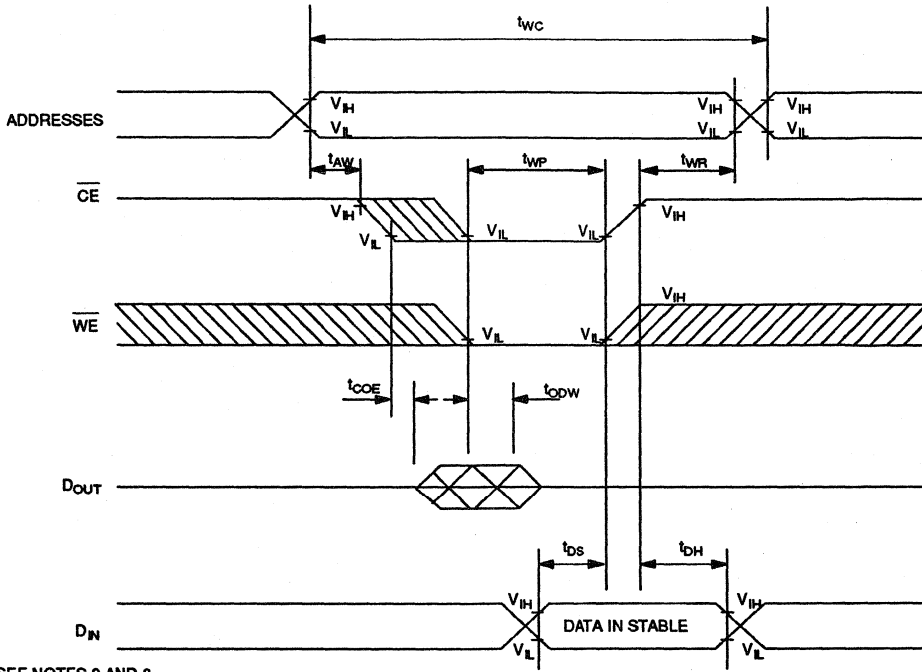 tWC
ADDRESSES
VIH
VIL
VIH
VIL
VIH
VIL
tAW
tWP
tWR
CE
VIH
VIL
VIL
VIL
VIH
WE
VIL
VIL
VIH
tCOE
tODW
DOUT
tDS
tDH
DIN
VIH
VIL
DATA IN STABLE
VIH
VIL